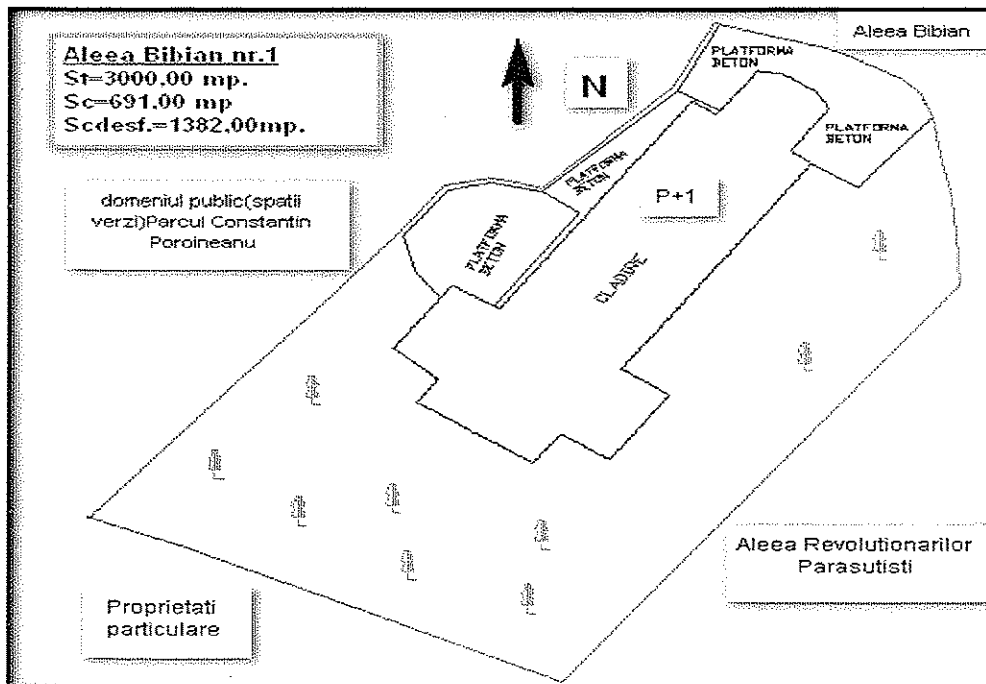 Aleea Bibian nr.1
St=3000,00 mp.
Sc=691,00 mp
Scdesf.=1382,00mp.
N
Aleea Bibian
PLATFORMA
BETON
PLATFORMA
BETON
PLATFORMA
BETON
domeniul public(spatii
verzi)Parcul Constantin
Poroineanu
P+1
PLATFORMA
BETON
CLADIRE
Aleea Revolutionarilor
Parasutisti
Proprietati
particulare